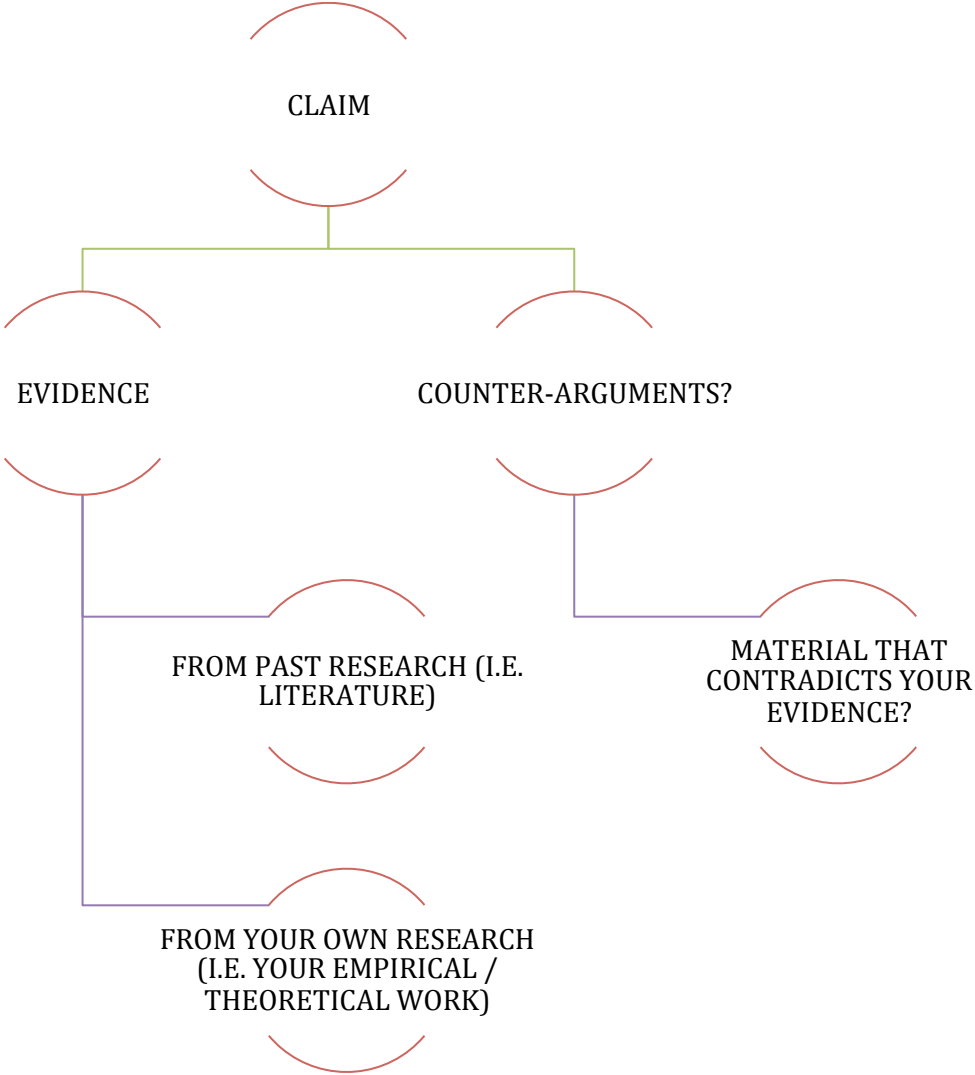 CLAIM
EVIDENCE
COUNTER-ARGUMENTS?
FROM PAST RESEARCH (I.E.
LITERATURE)
MATERIAL THAT
CONTRADICTS YOUR
EVIDENCE?
FROM YOUR OWN RESEARCH
(I.E. YOUR EMPIRICAL /
THEORETICAL WORK)